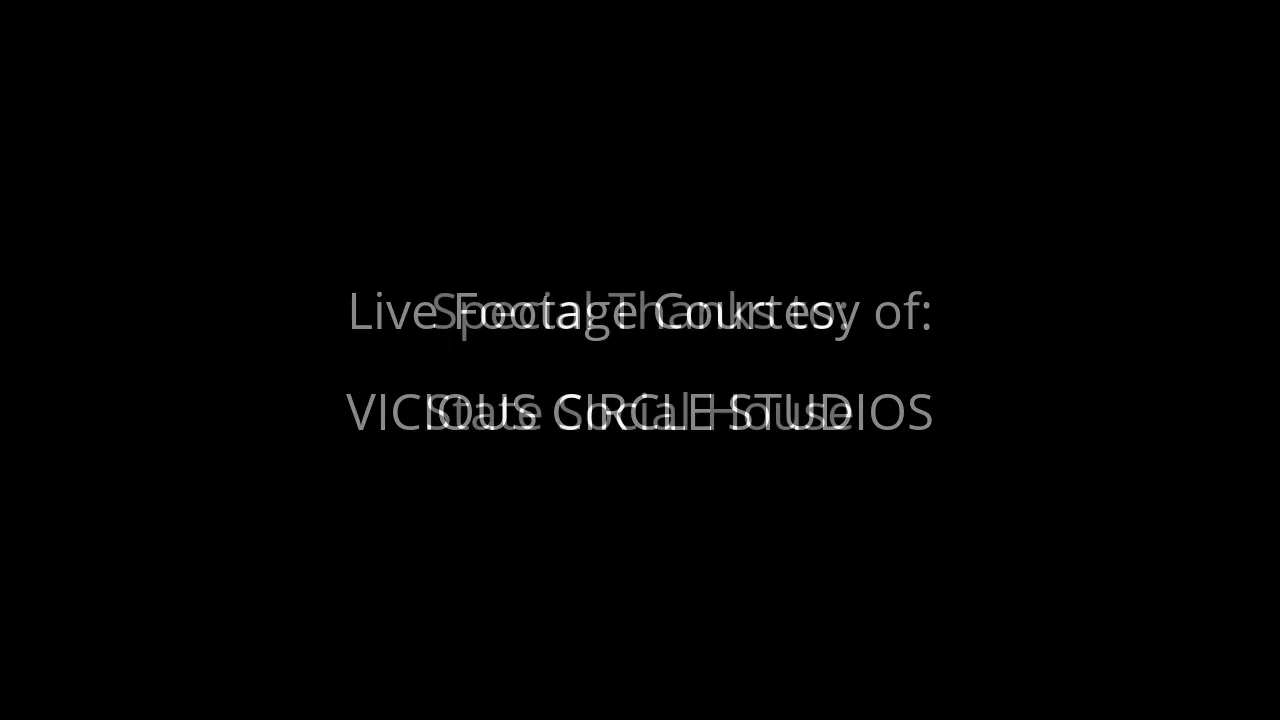 Live Footage Courtesy of:
VICIOUS CIRCLE STUDIOS
Special Thanks to:
State Social House